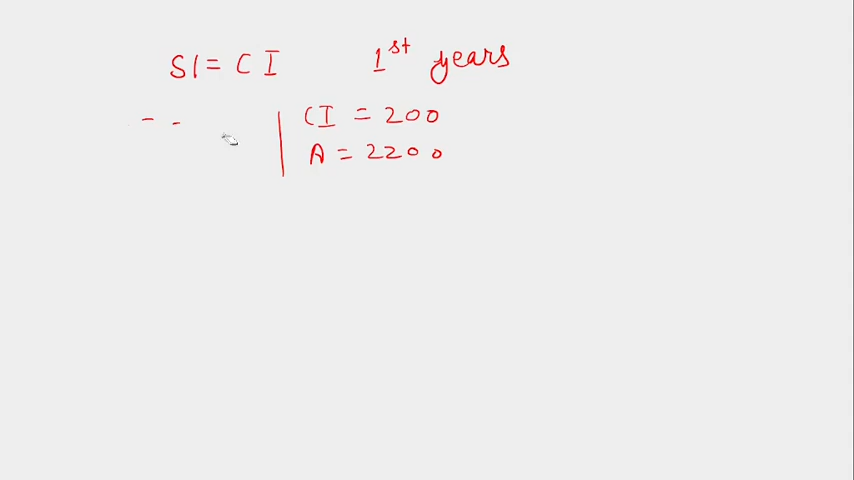 SI = CI 1st years
CI = 200
A = 2200